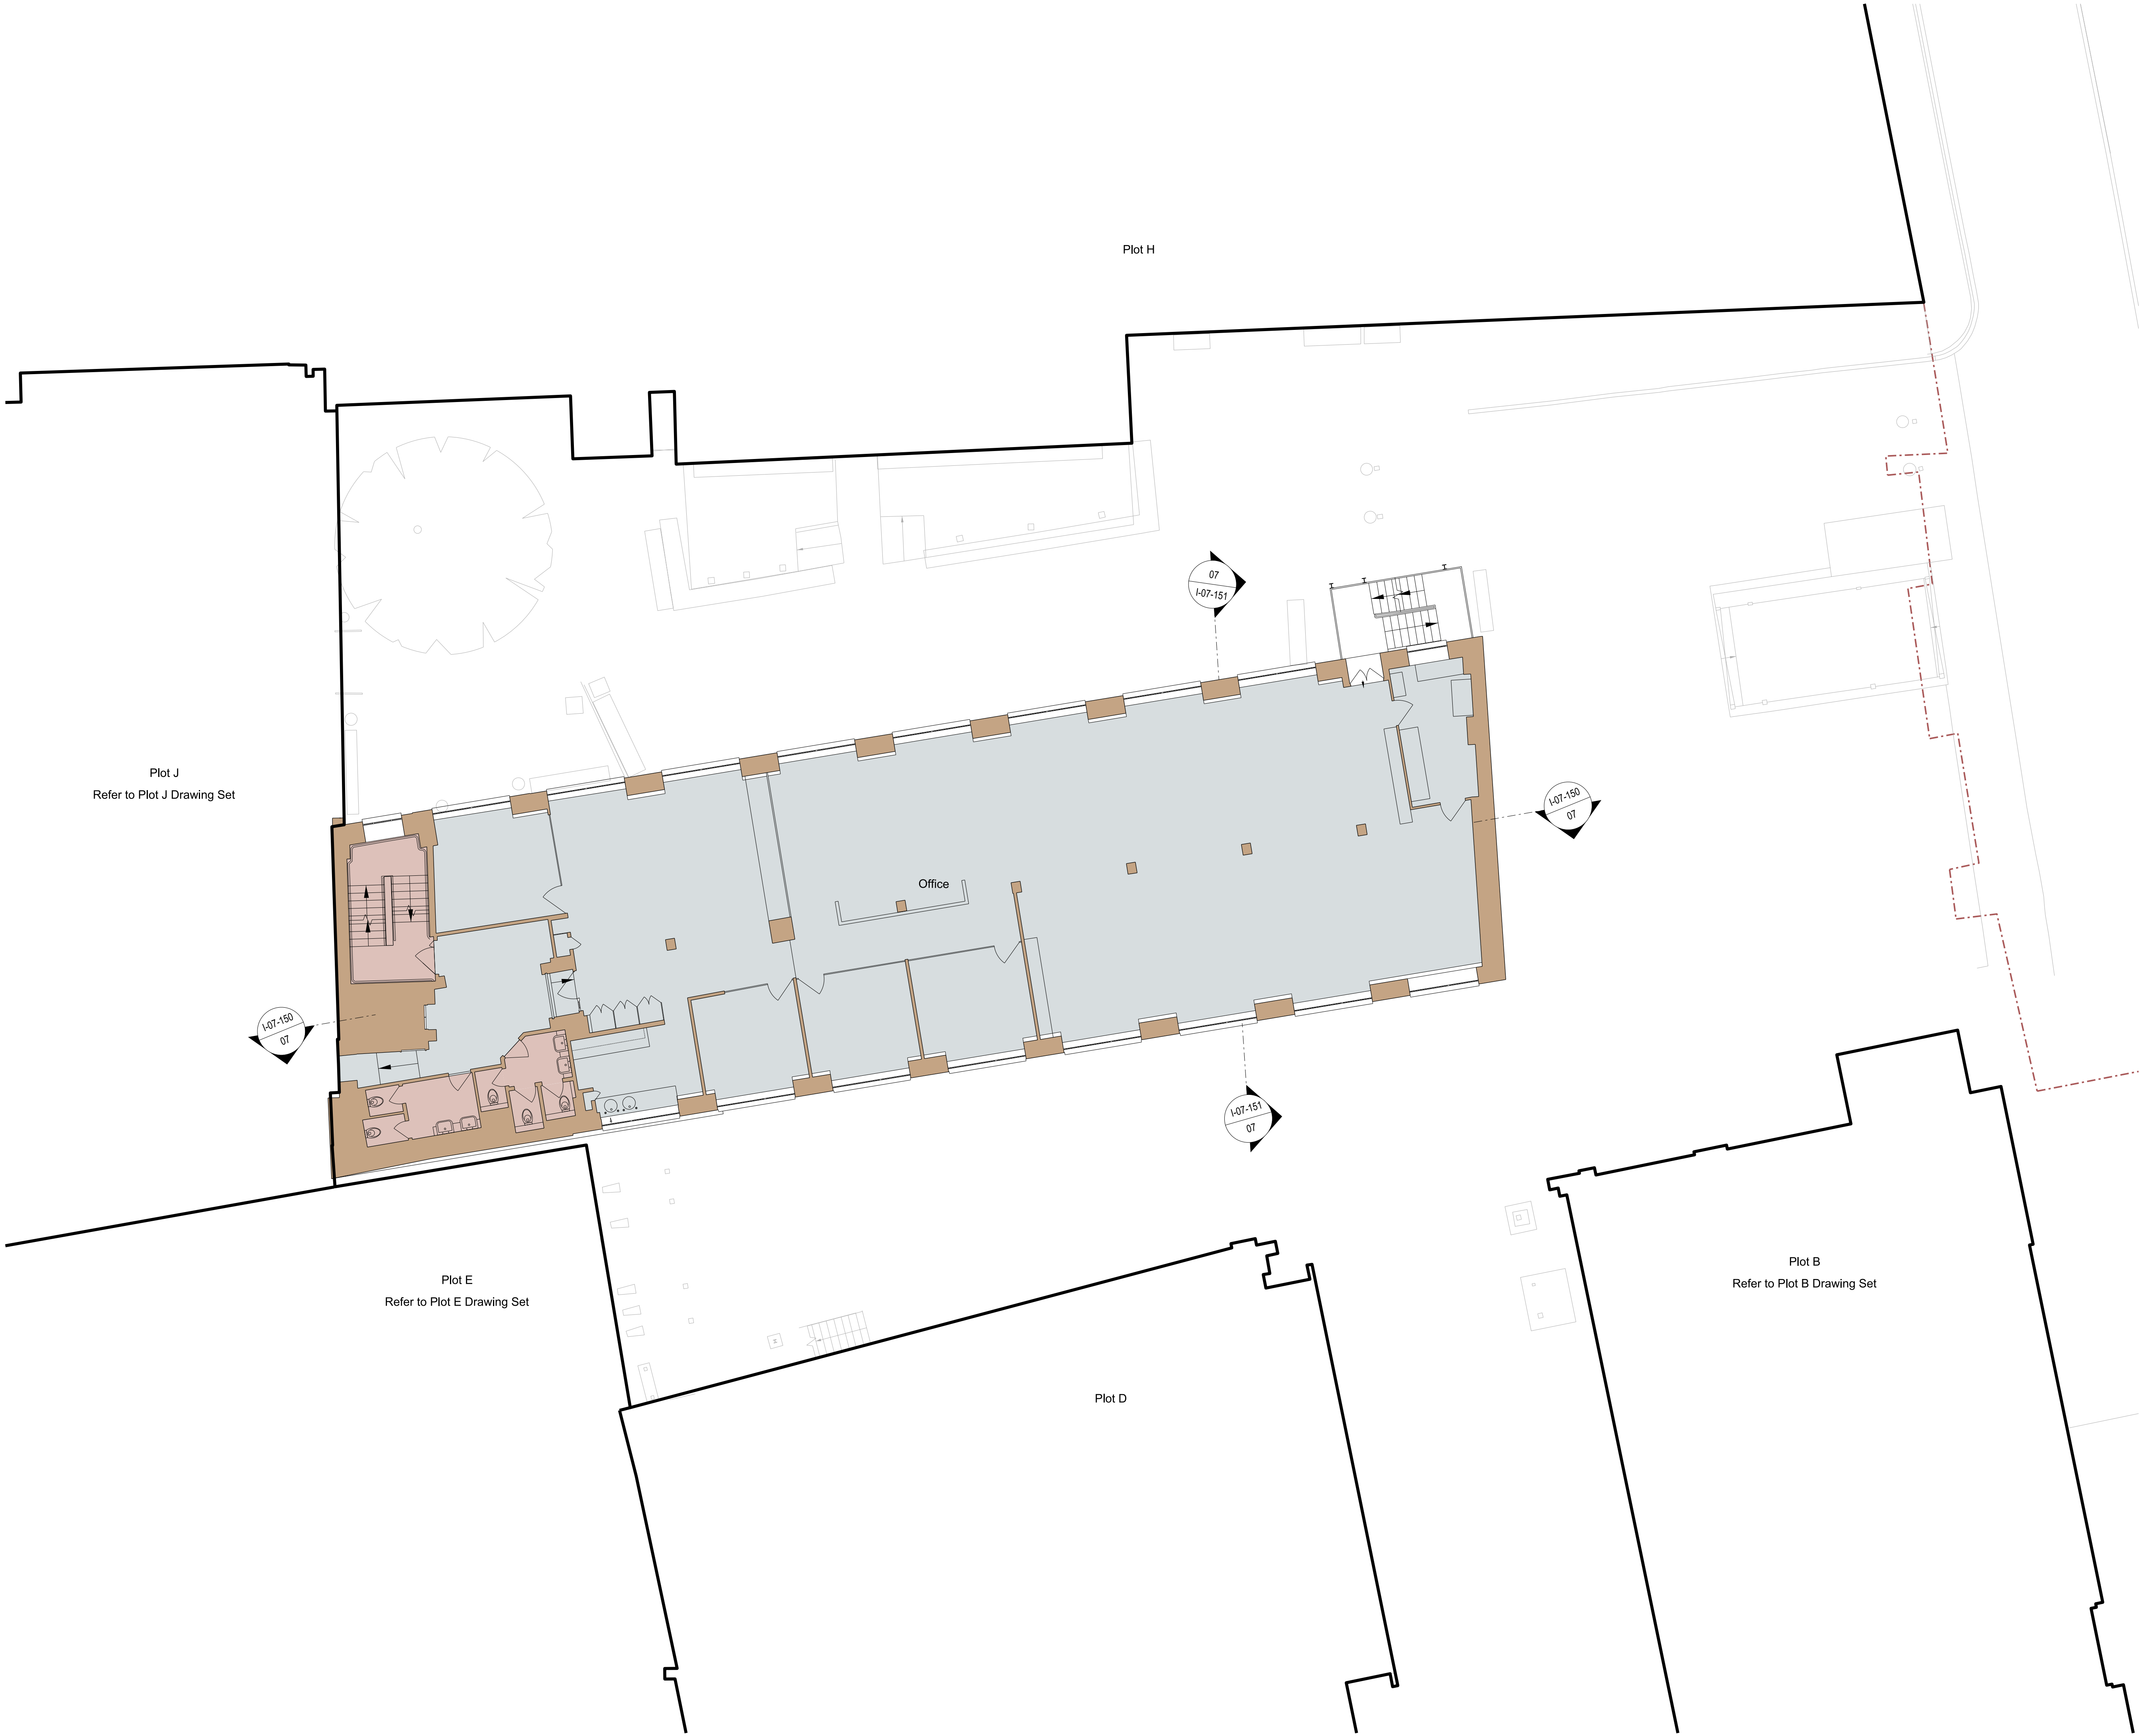 Plot H
07
I-07-151
Plot J
Refer to Plot J Drawing Set
I-07-150
07
Office
I-07-150
07
I-07-151
07
Plot E
Refer to Plot E Drawing Set
Plot B
Refer to Plot B Drawing Set
Plot D